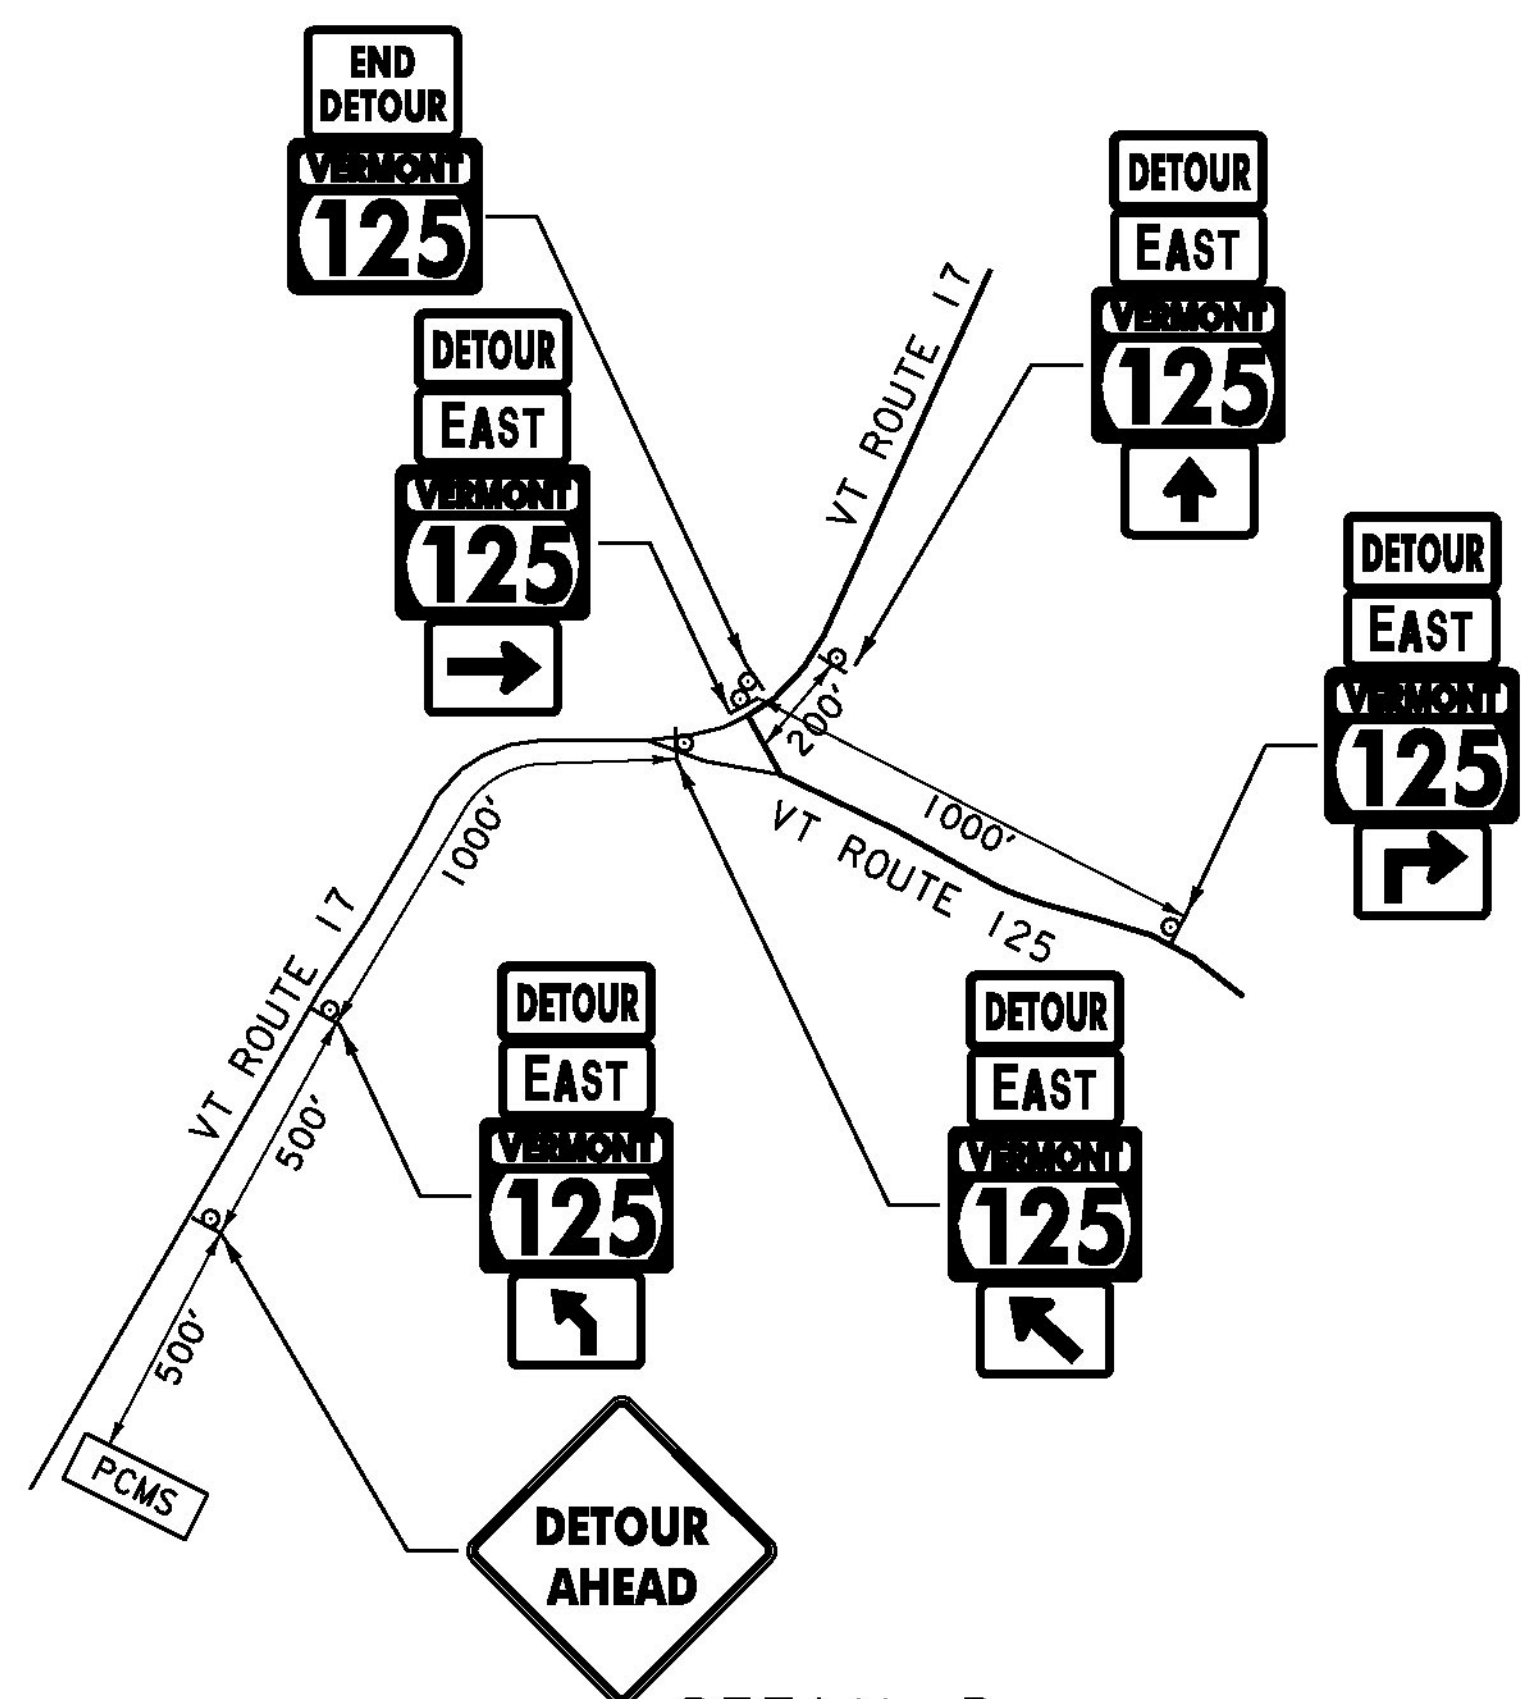 END
DETOUR
VERMONT
125
DETOUR
EAST
VERMONT
125
DETOUR
EAST
VERMONT
125
VT ROUTE 17
DETOUR
EAST
VERMONT
125
200'
1000'
VT ROUTE 125
1000'
VT ROUTE 17
500'
500'
PCMS
DETOUR
EAST
VERMONT
125
DETOUR
EAST
VERMONT
125
DETOUR
AHEAD